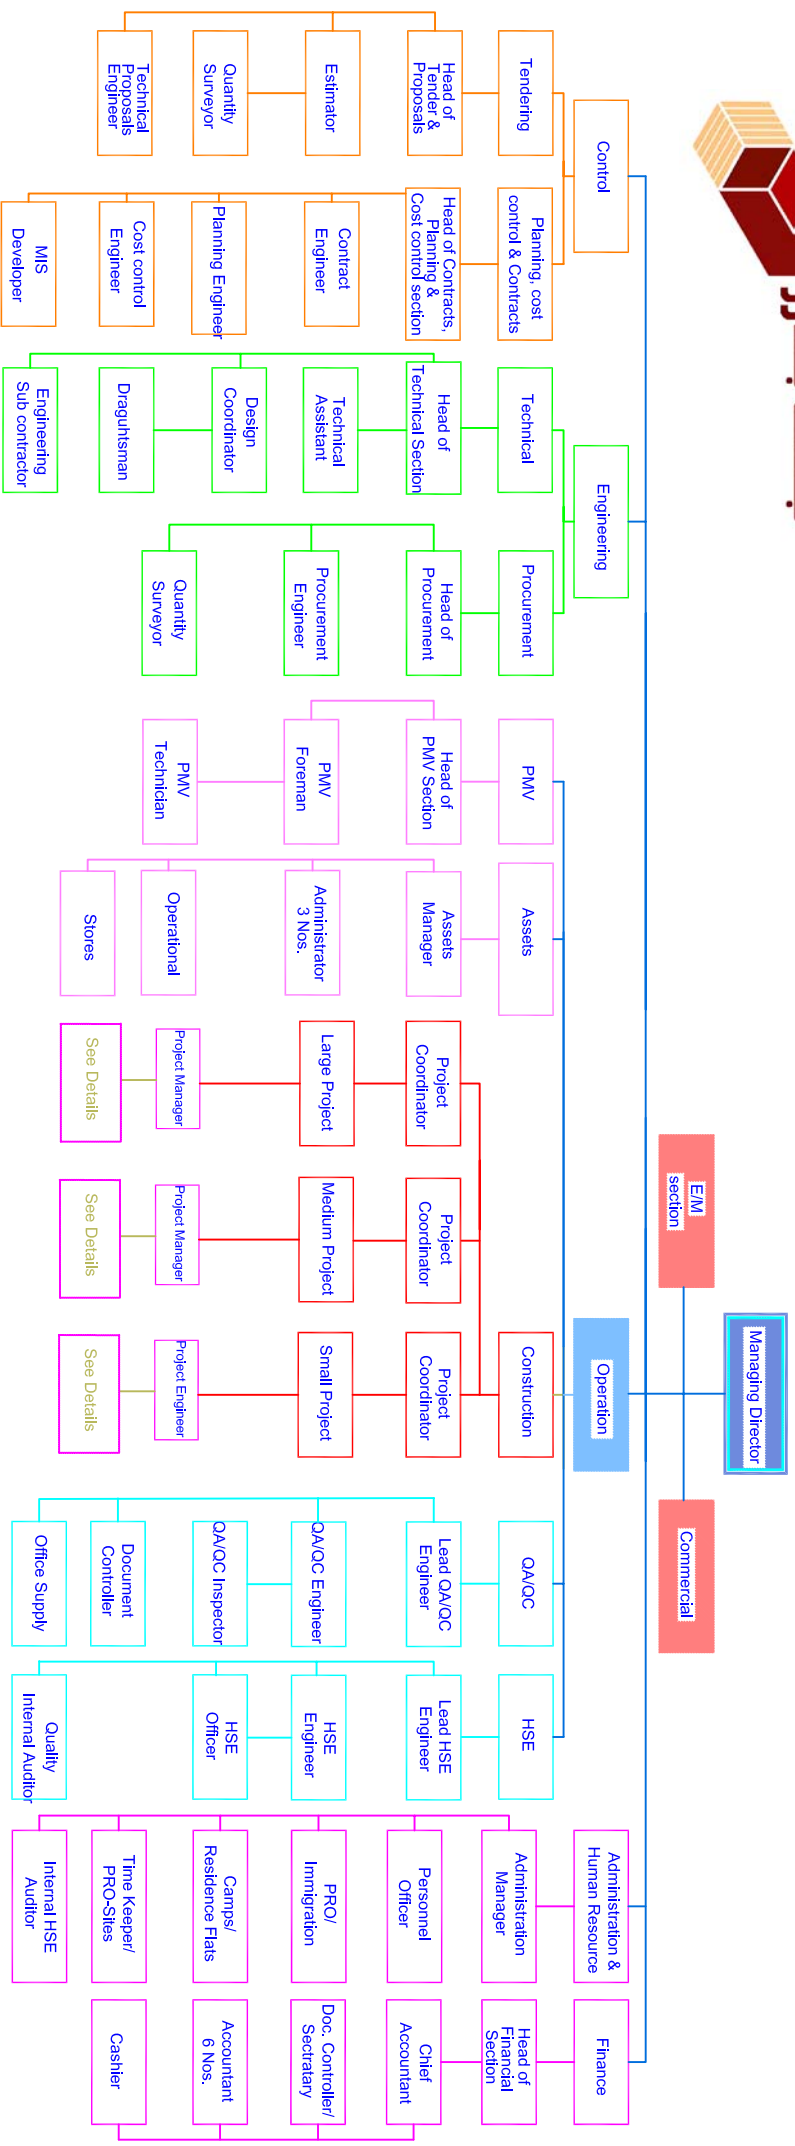 Managing Director
E/M
section
Commercial
Control
Engineering
Operation
Administration &
Human Resource
Finance
Tendering
Planning, cost
control & Contracts
Technical
Procurement
PMV
Assets
Construction
QA/QC
HSE
Administration
Manager
Head of
Financial
Section
Head of
Tender &
Proposals
Head of Contracts,
Planning &
Cost control section
Head of
Technical Section
Head of
Procurement
Head of
PMV Section
Assets
Manager
Project
Coordinator
Project
Coordinator
Project
Coordinator
Lead QA/QC
Engineer
Lead HSE
Engineer
Personnel
Officer
Chief
Accountant
Estimator
Contract
Engineer
Technical
Assistant
Procurement
Engineer
PMV
Foreman
Administrator
3 Nos.
Large Project
Medium Project
Small Project
QA/QC Engineer
HSE
Engineer
PRO/
Immigration
Doc. Controller/
Sectratary
Quantity
Surveyor
Planning Engineer
Design
Coordinator
Quantity
Surveyor
PMV
Technician
Operational
Project Manager
Project Manager
Project Engineer
QA/QC Inspector
HSE
Officer
Camps/
Residence Flats
Accountant
6 Nos.
Technical
Proposals
Engineer
Cost control
Engineer
Draguhtsman
Stores
See Details
See Details
See Details
Document
Controller
Time Keeper/
PRO-Sites
Cashier
MIS
Developer
Engineering
Sub contractor
Office Supply
Quality
Internal Auditor
Internal HSE
Auditor